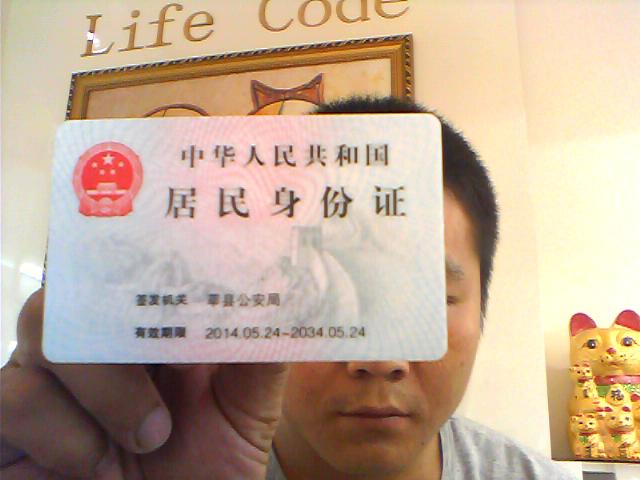 Life Code
中华人民共和国
居民身份证
签发机关 莘县公安局
有效期限 2014.05.24-2034.05.24